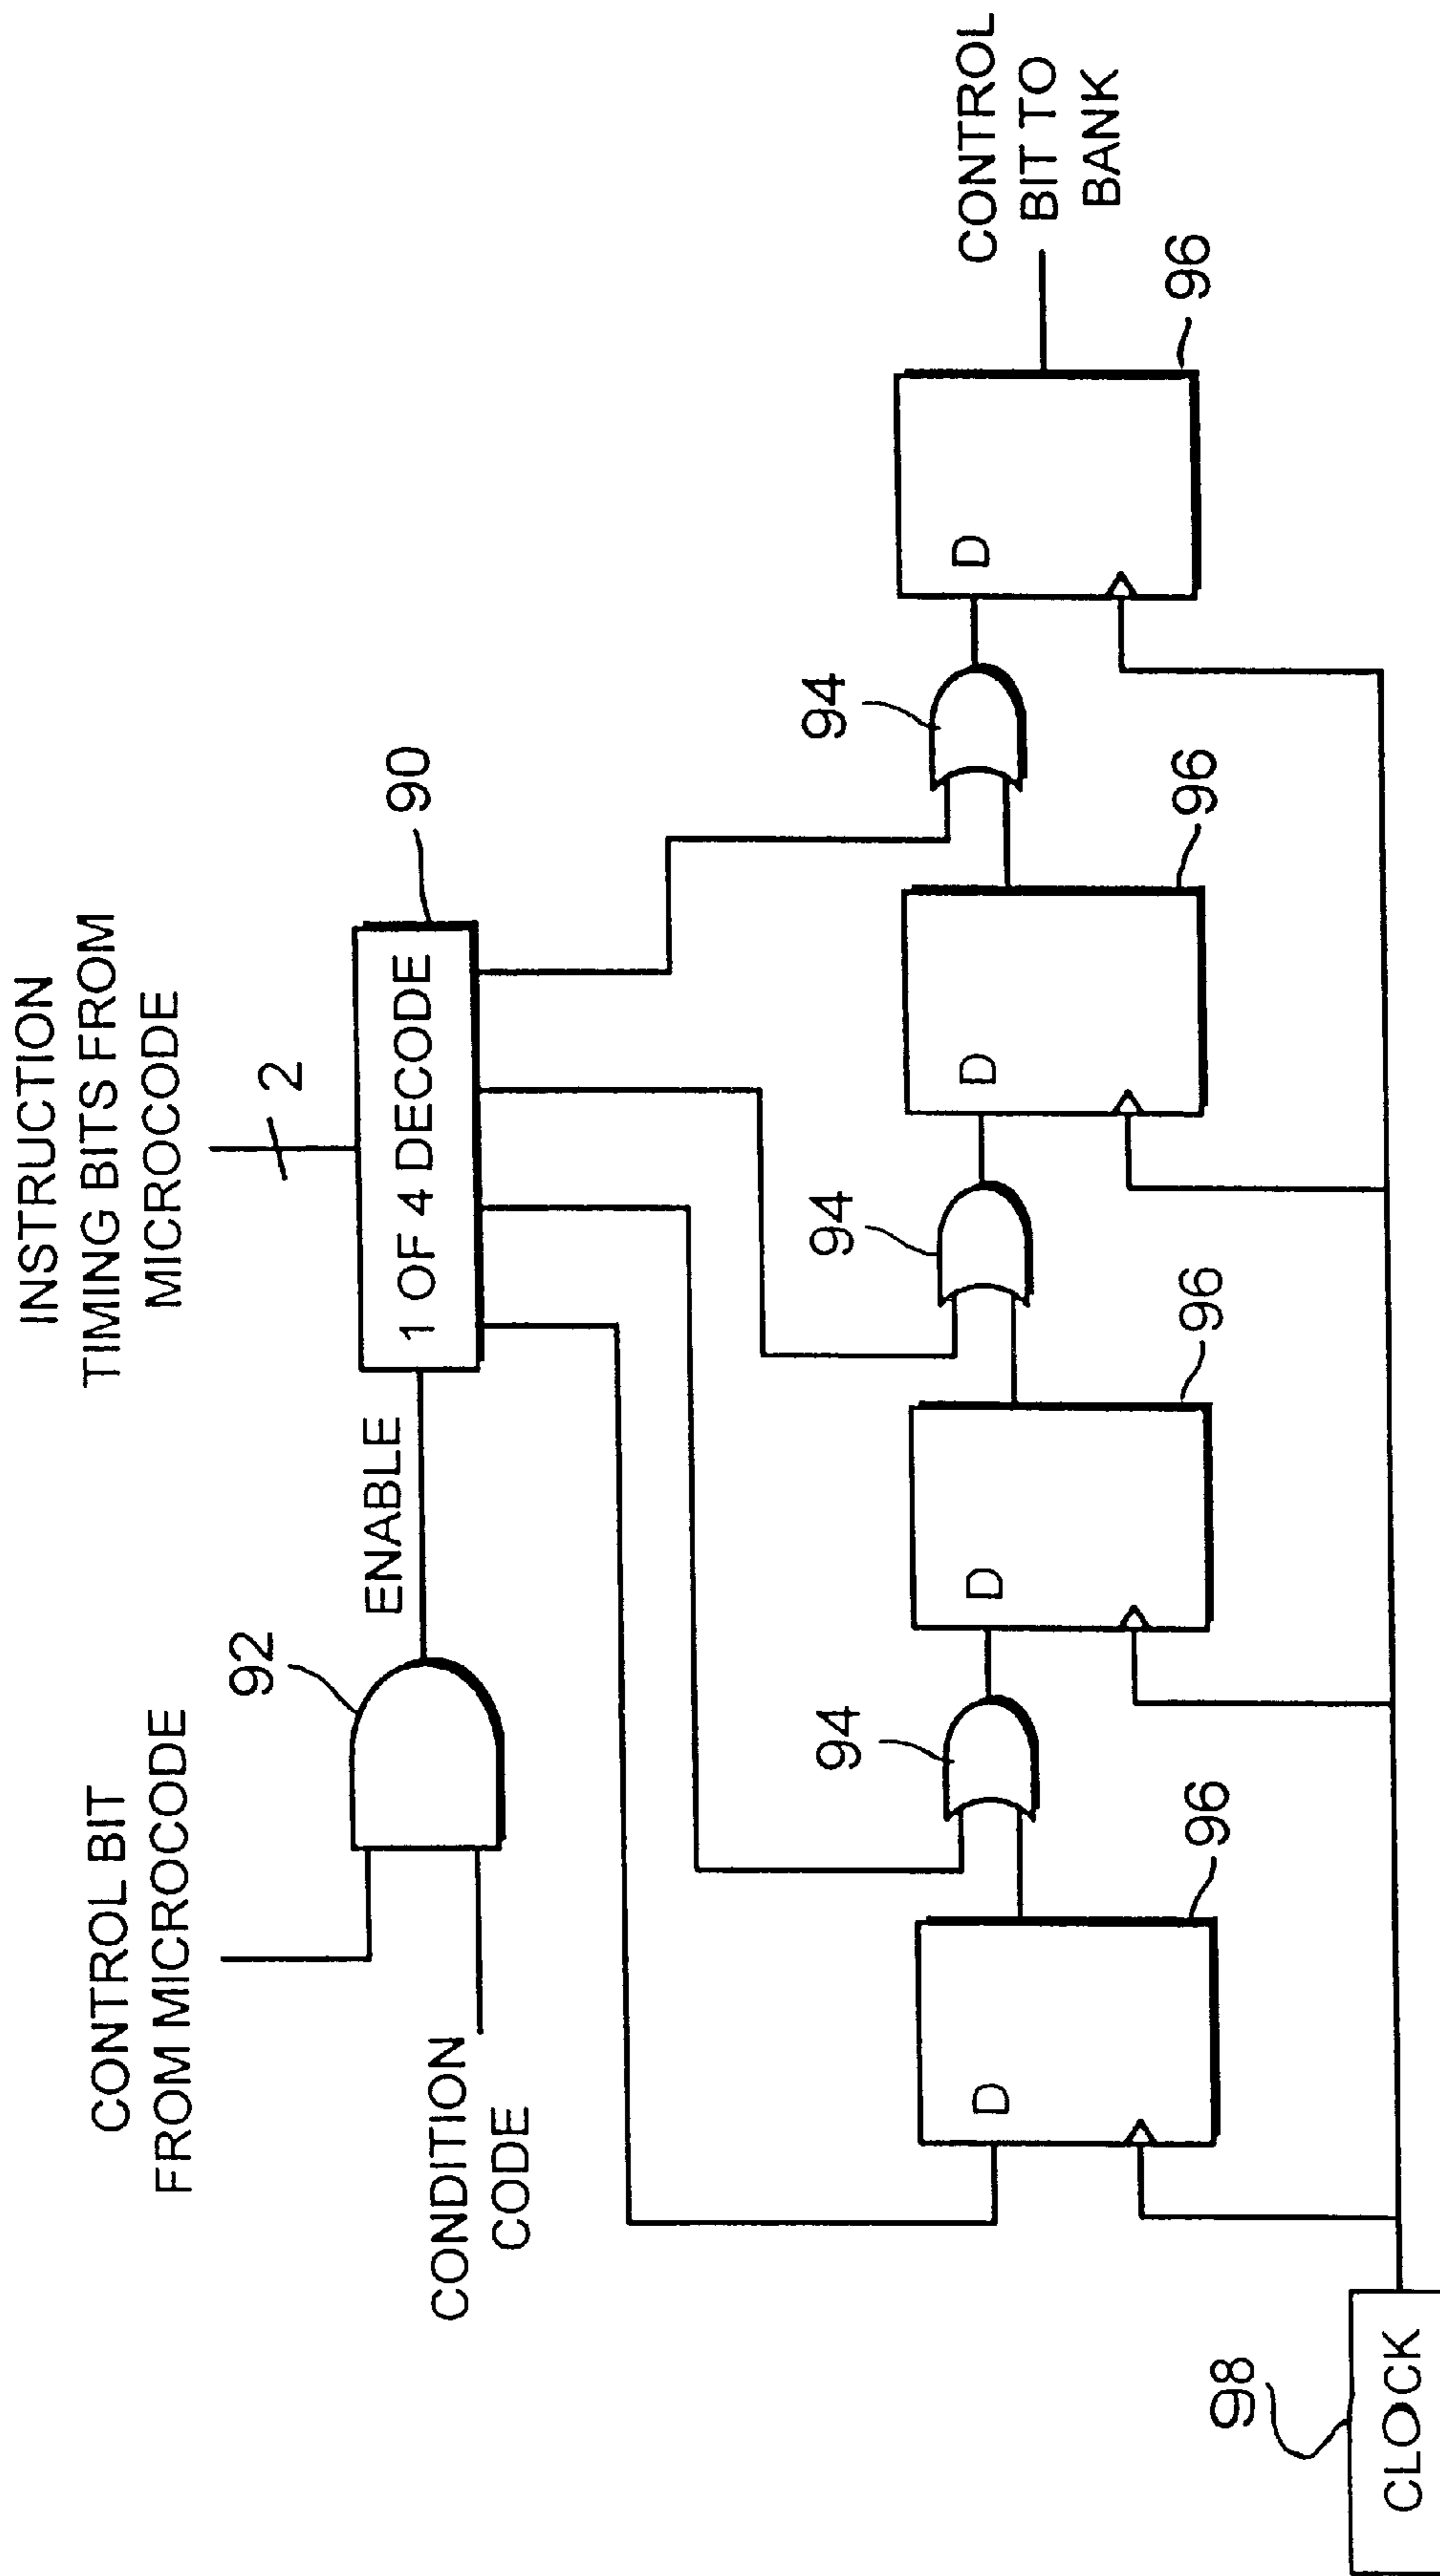 INSTRUCTION
TIMING BITS FROM
MICROCODE
2
CONTROL BIT
FROM MICROCODE
92
ENABLE
1 OF 4 DECODE
90
CONDITION
CODE
94
94
94
D
D
D
D
96
96
96
96
CONTROL
BIT TO
BANK
98
CLOCK